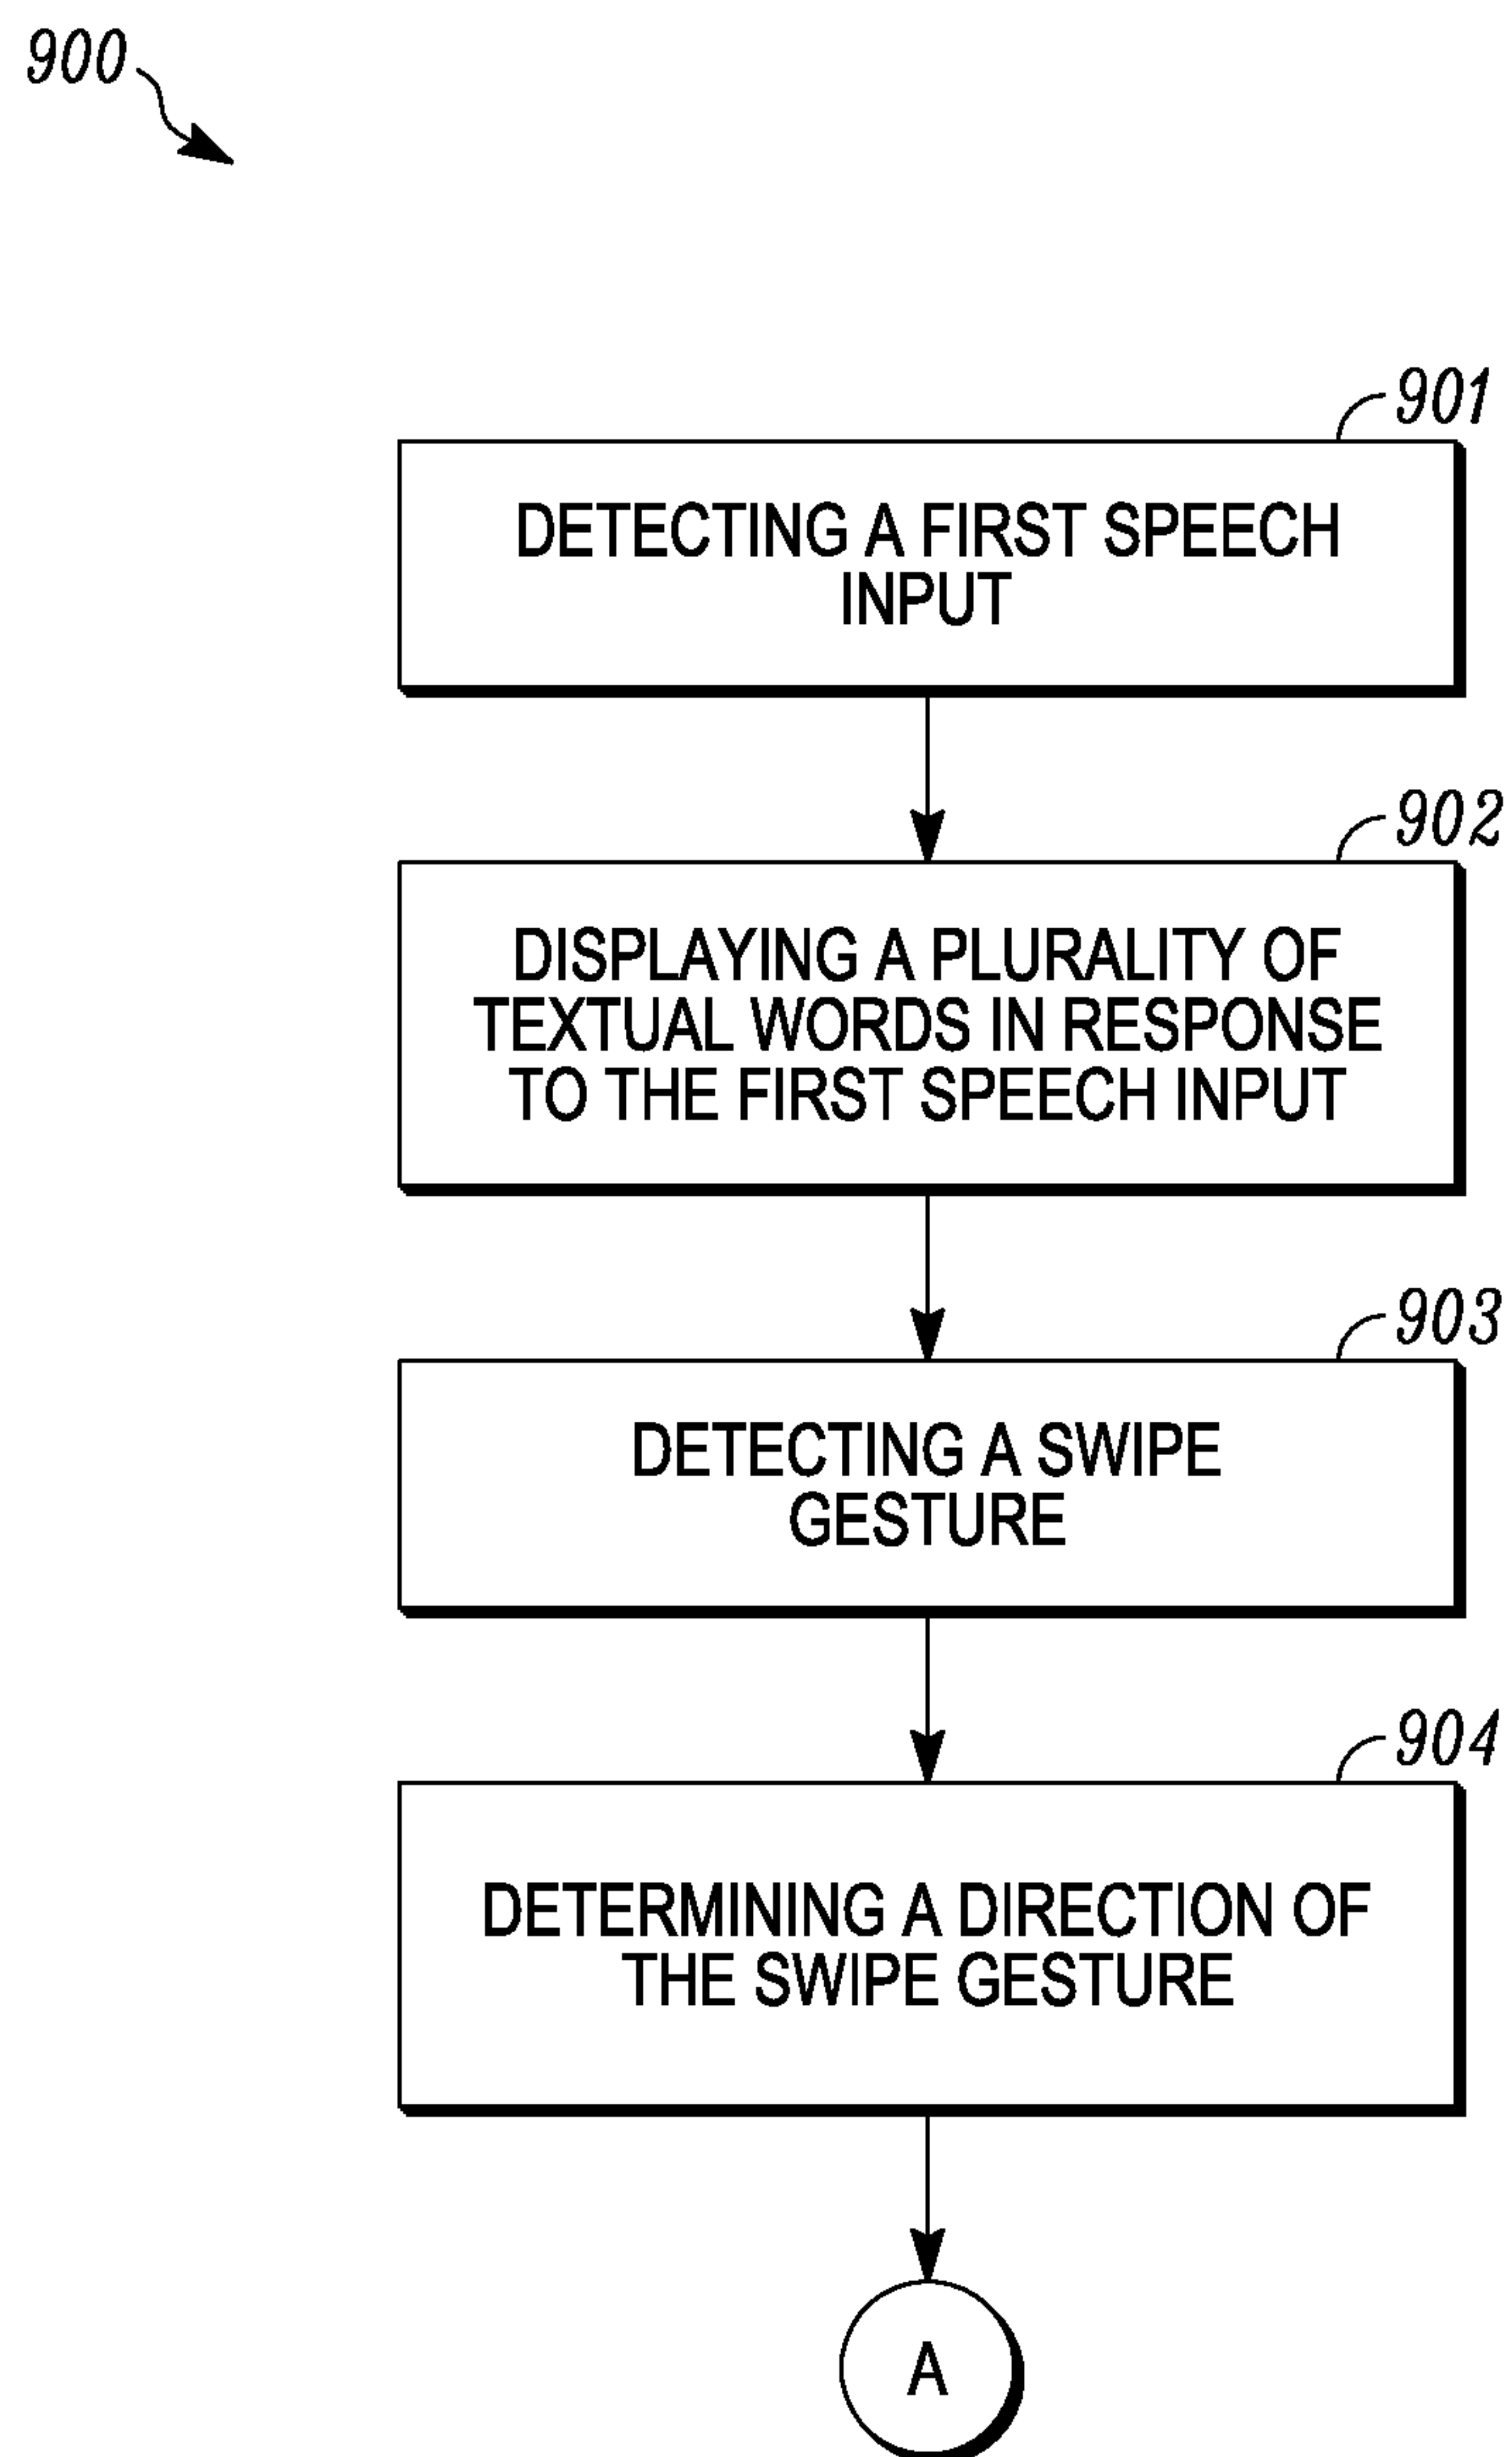 900
901
DETECTING A FIRST SPEECH
INPUT
902
DISPLAYING A PLURALITY OF
TEXTUAL WORDS IN RESPONSE
TO THE FIRST SPEECH INPUT
903
DETECTING A SWIPE
GESTURE
904
DETERMINING A DIRECTION OF
THE SWIPE GESTURE
A